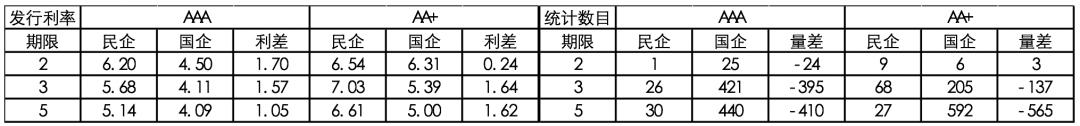 发行利率 AAA AA+ 统计数目 AAA AA+
期限 民企 国企 利差 民企 国企 利差 期限 民企 国企 量差 民企 国企 量差
2 6.20 4.50 1.70 6.54 6.31 0.24 2 1 25 -24 9 6 3
3 5.68 4.11 1.57 7.03 5.39 1.64 3 26 421 -395 68 205 -137
5 5.14 4.09 1.05 6.61 5.00 1.62 5 30 440 -410 27 592 -565